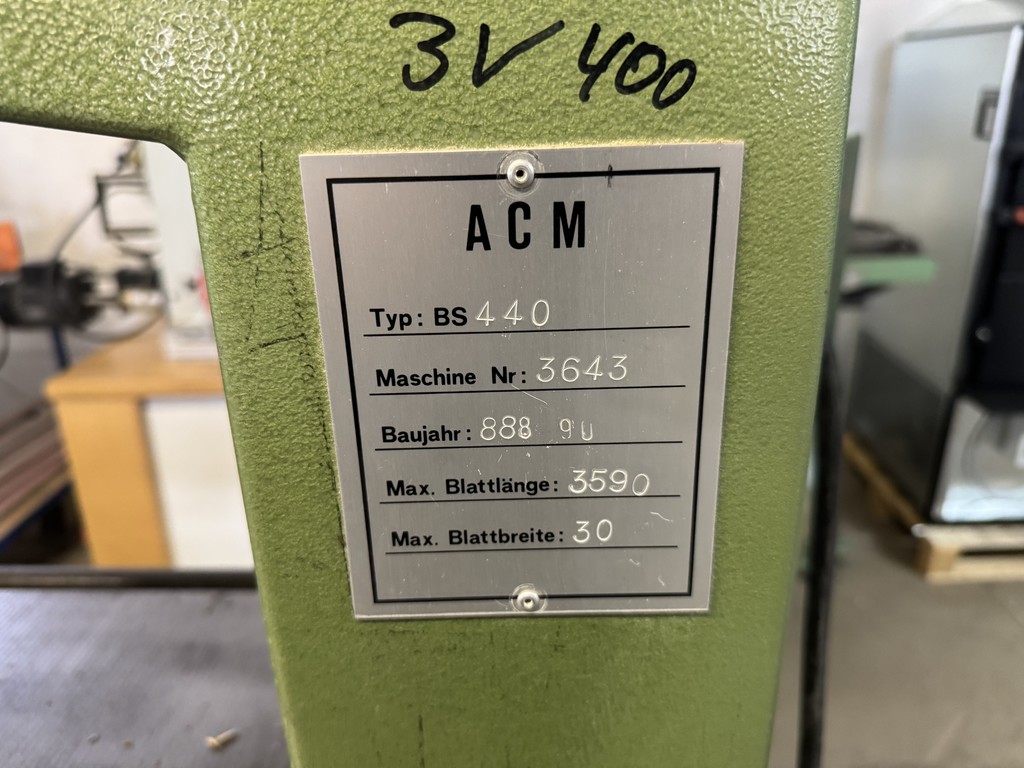 3V 400
ACM
Typ: BS 440
Maschine Nr: 3643
Baujahr: 888 90
Max. Blattlänge: 3590
Max. Blattbreite: 30